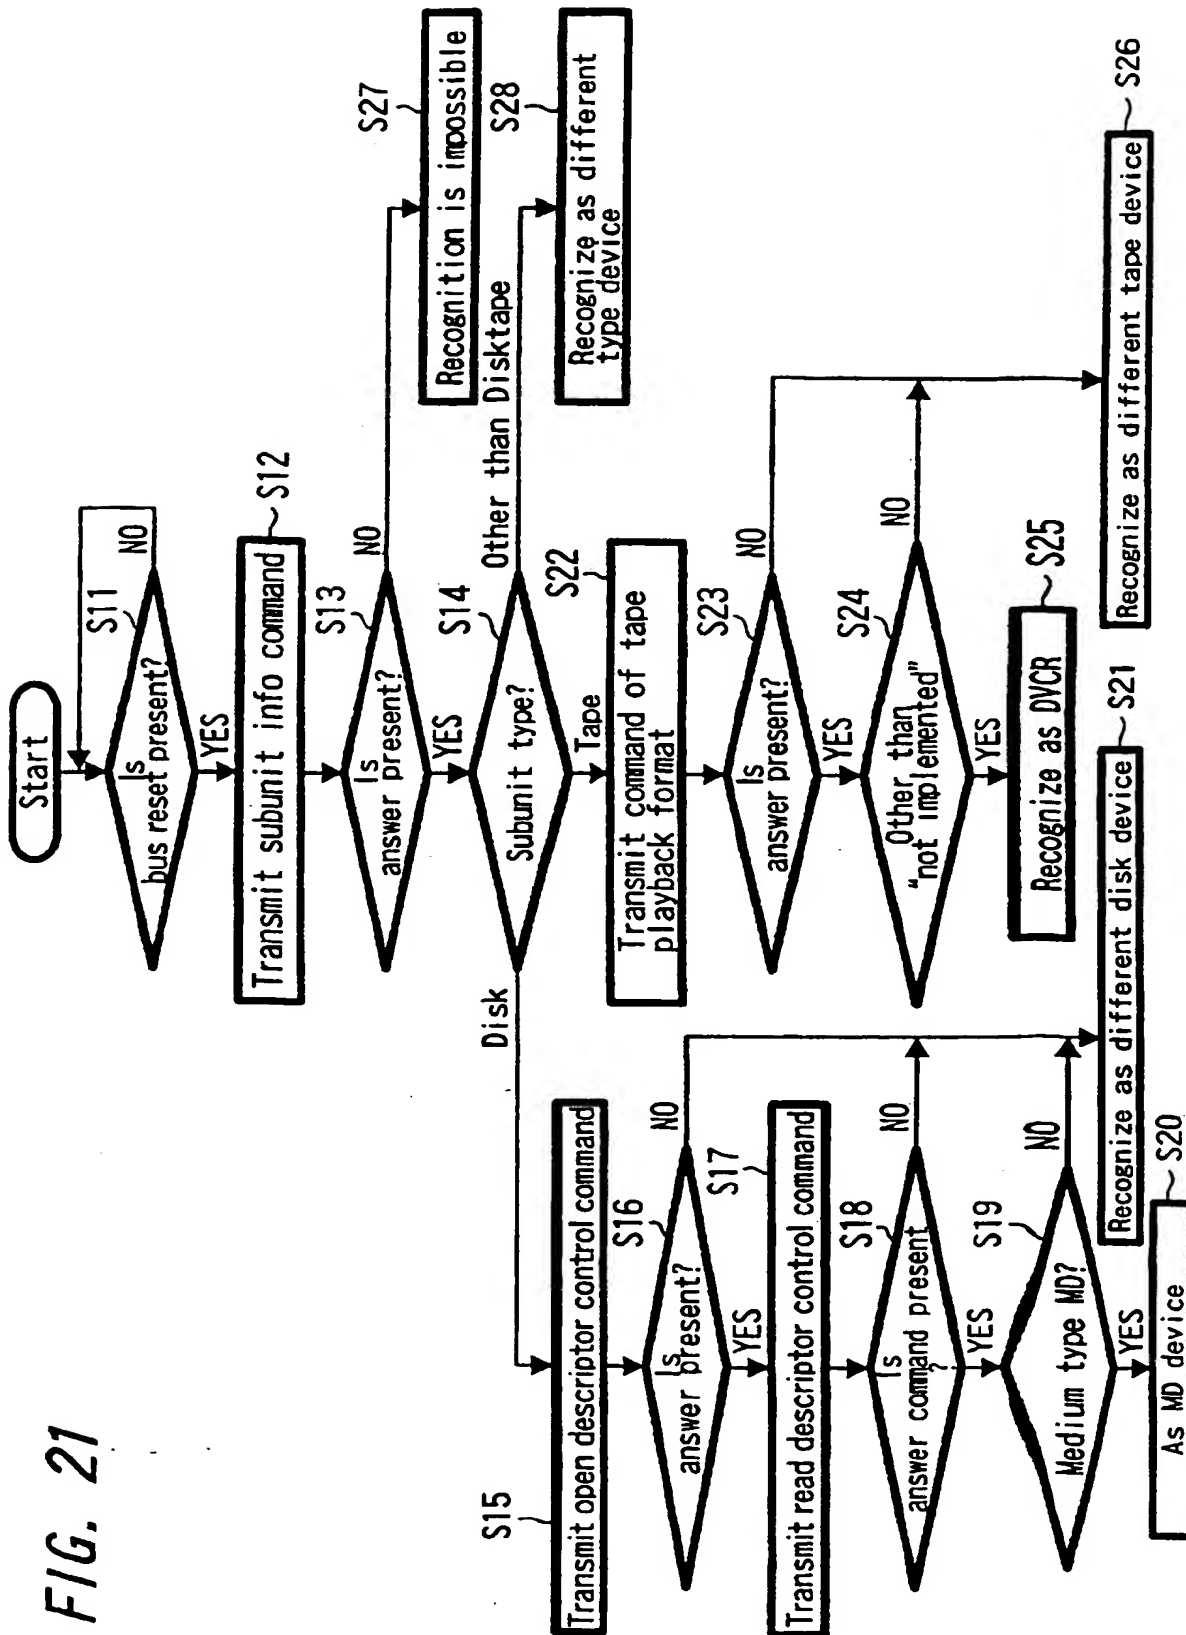 FIG. 21
Start
Is
bus reset present?
S11
NO
YES
Transmit subunit info command
S12
Is
answer present?
S13
NO
YES
Recognition is impossible
S27
Subunit type?
S14
Disk
Tape
Other than Disktape
Recognize as different
type device
S28
Transmit open descriptor control command
S15
Is
answer present?
S16
NO
YES
Transmit read descriptor control command
S17
Is
answer command present
?
S18
NO
YES
Medium type MD?
S19
NO
YES
As MD device
S20
Recognize as different disk device
S21
Transmit command of tape
playback format
S22
Is
answer present?
S23
NO
YES
Other than
“not implemented”
S24
NO
YES
Recognize as DVCR
S25
Recognize as different tape device
S26